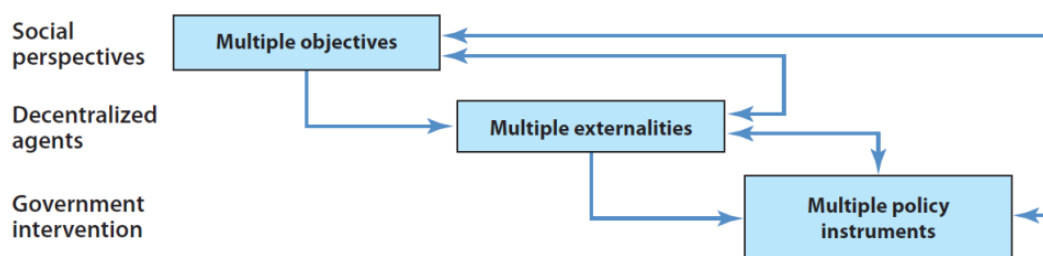 Social
perspectives
Multiple objectives
Decentralized
agents
Multiple externalities
Government
intervention
Multiple policy
instruments